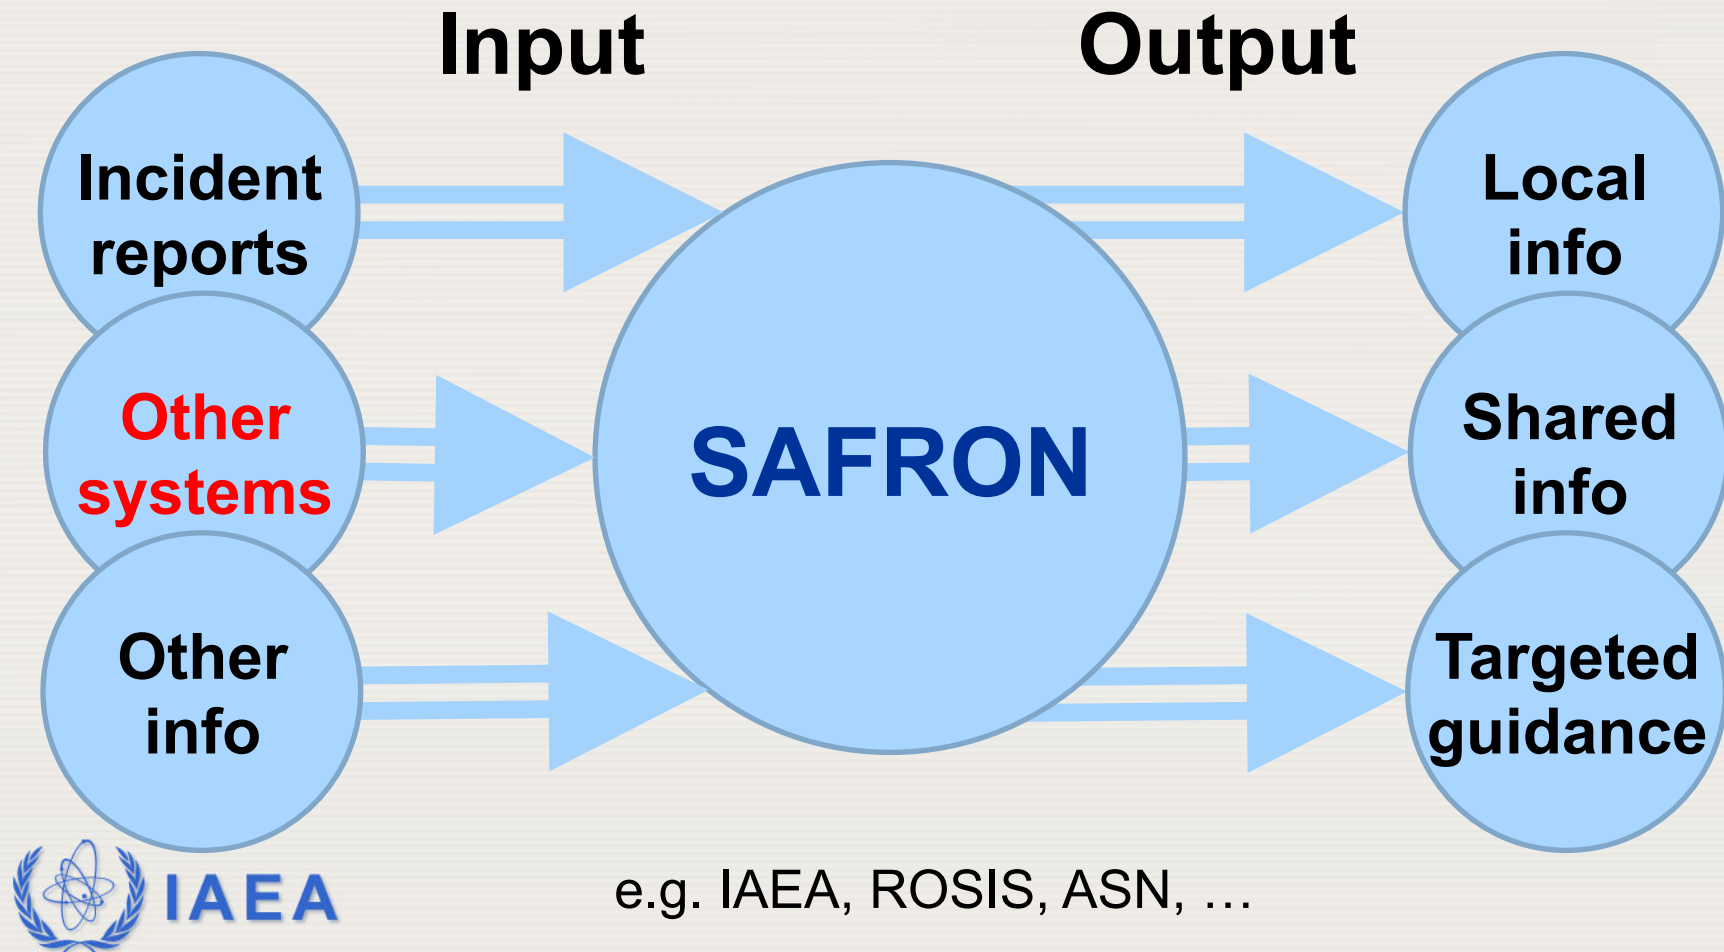 Input
Output
Incident
reports
Other
systems
Other
info
SAFRON
Local
info
Shared
info
Targeted
guidance
IAEA
e.g. IAEA, ROSIS, ASN, …